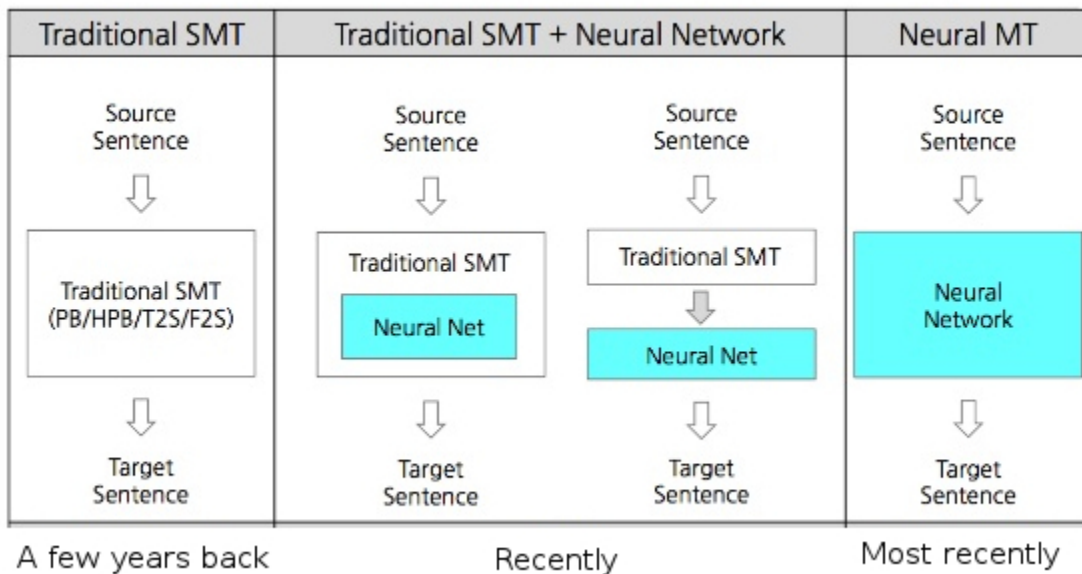 Traditional SMT
Traditional SMT + Neural Network
Neural MT
Source
Sentence
Traditional SMT
(PB/HPB/T2S/F2S)
Target
Sentence
Source
Sentence
Traditional SMT
Neural Net
Target
Sentence
Source
Sentence
Traditional SMT
Neural Net
Target
Sentence
Source
Sentence
Neural
Network
Target
Sentence
A few years back
Recently
Most recently